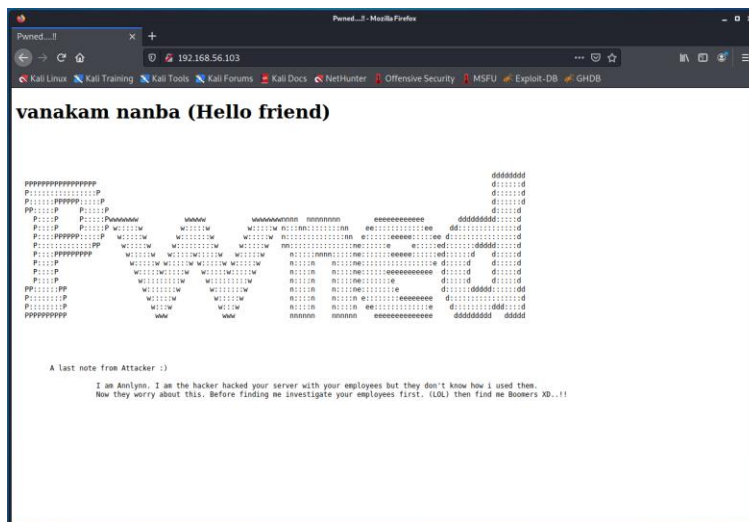 Pwned....!! - Mozilla Firefox
Pwned....!!
192.168.56.103
Kali Linux Kali Training Kali Tools Kali Forums Kali Docs NetHunter Offensive Security MSFU Exploit-DB GHDB
vanakam nanba (Hello friend)
Pwned
A last note from Attacker :)
I am Annlynn. I am the hacker hacked your server with your employees but they don't know how i used them.
Now they worry about this. Before finding me investigate your employees first. (LOL) then find me Boomers XD..!!